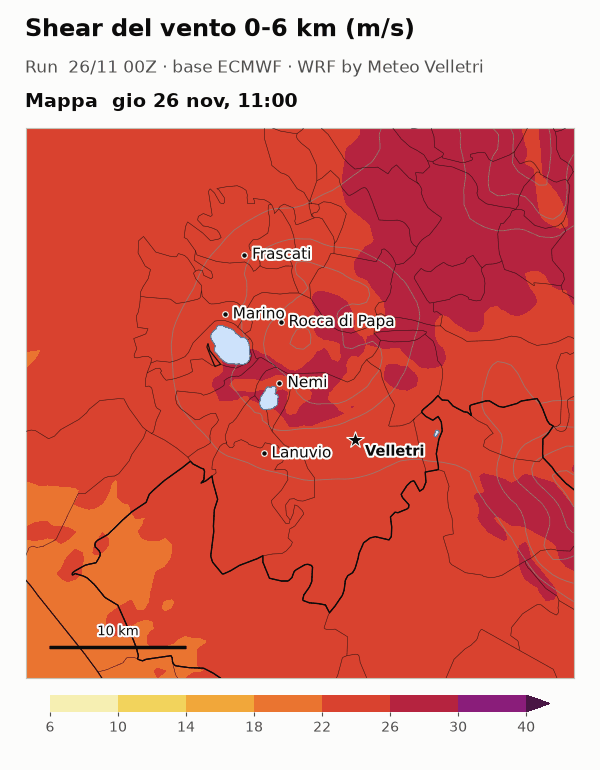 Shear del vento 0-6 km (m/s)
Run  26/11 00Z · base ECMWF · WRF by Meteo Velletri
Mappa  gio 26 nov, 11:00
Frascati
Marino
Rocca di Papa
Nemi
Velletri
Lanuvio
10 km
6 10 14 18 22 26 30 40